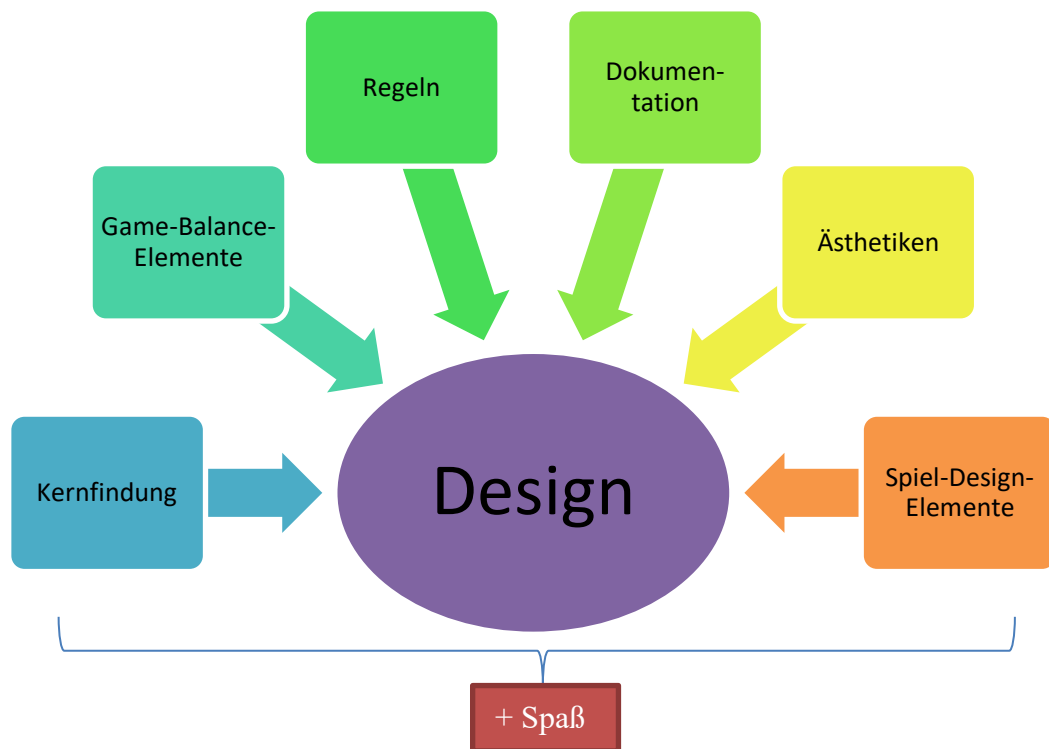 Regeln
Dokumen-
tation
Game-Balance-
Elemente
Ästhetiken
Kernfindung
Design
Spiel-Design-
Elemente
+ Spaß